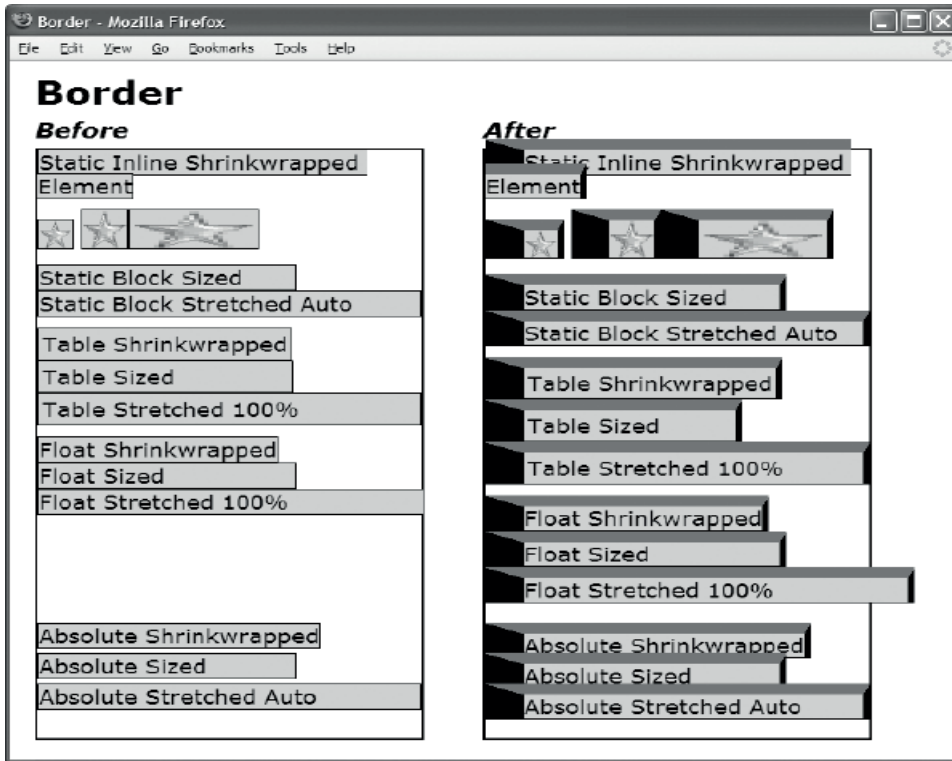 Border - Mozilla Firefox
File Edit View Go Bookmarks Tools Help
Border
Before
Static Inline Shrinkwrapped
Element
Static Block Sized
Static Block Stretched Auto
Table Shrinkwrapped
Table Sized
Table Stretched 100%
Float Shrinkwrapped
Float Sized
Float Stretched 100%
Absolute Shrinkwrapped
Absolute Sized
Absolute Stretched Auto
After
Static Inline Shrinkwrapped
Element
Static Block Sized
Static Block Stretched Auto
Table Shrinkwrapped
Table Sized
Table Stretched 100%
Float Shrinkwrapped
Float Sized
Float Stretched 100%
Absolute Shrinkwrapped
Absolute Sized
Absolute Stretched Auto